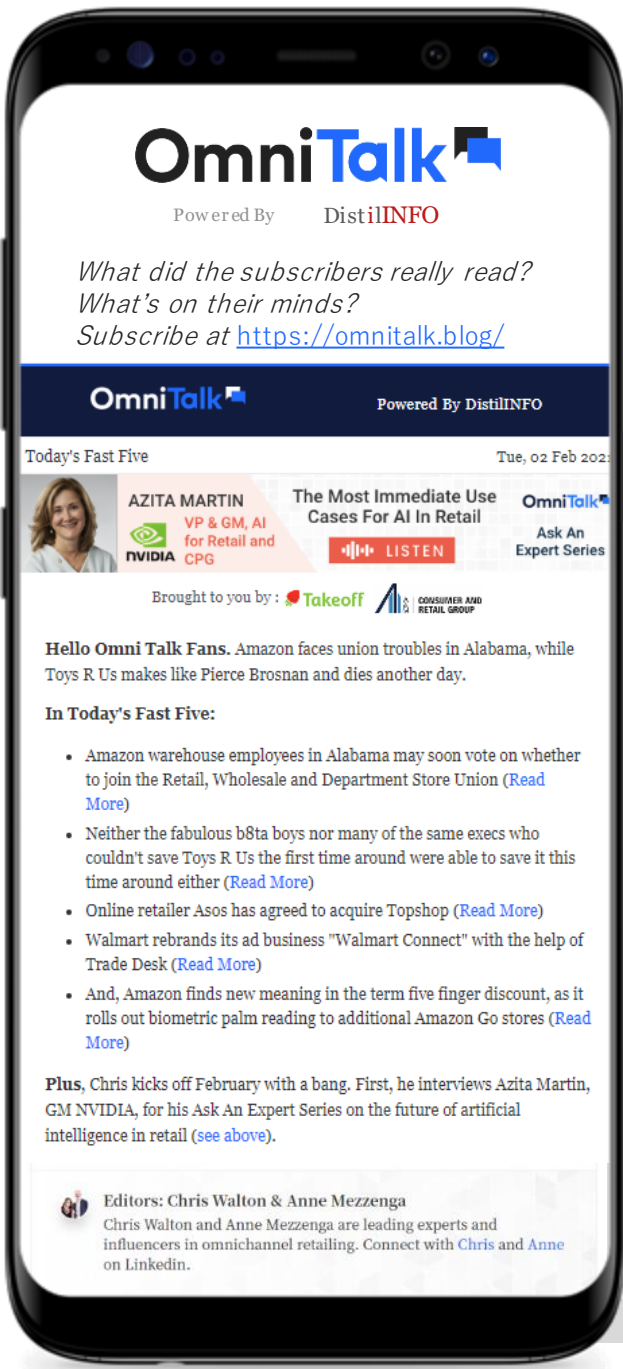 OmniTalk
Powered By DistilINFO
What did the subscribers really read?
What's on their minds?
Subscribe at https://omnitalk.blog/
OmniTalk Powered By DistilINFO
Today's Fast Five Tue, 02 Feb 202
AZITA MARTIN
NVIDIA
VP & GM, AI
for Retail and
CPG
The Most Immediate Use
Cases For AI In Retail
LISTEN
OmniTalk
Ask An
Expert Series
Brought to you by : Takeoff A&G CONSUMER AND
RETAIL GROUP
Hello Omni Talk Fans. Amazon faces union troubles in Alabama, while
Toys R Us makes like Pierce Brosnan and dies another day.
In Today's Fast Five:
• Amazon warehouse employees in Alabama may soon vote on whether
to join the Retail, Wholesale and Department Store Union (Read
More)
• Neither the fabulous b8ta boys nor many of the same execs who
couldn't save Toys R Us the first time around were able to save it this
time around either (Read More)
• Online retailer Asos has agreed to acquire Topshop (Read More)
• Walmart rebrands its ad business "Walmart Connect" with the help of
Trade Desk (Read More)
• And, Amazon finds new meaning in the term five finger discount, as it
rolls out biometric palm reading to additional Amazon Go stores (Read
More)
Plus, Chris kicks off February with a bang. First, he interviews Azita Martin,
GM NVIDIA, for his Ask An Expert Series on the future of artificial
intelligence in retail (see above).
Editors: Chris Walton & Anne Mezzenga
Chris Walton and Anne Mezzenga are leading experts and
influencers in omnichannel retailing. Connect with Chris and Anne
on Linkedin.